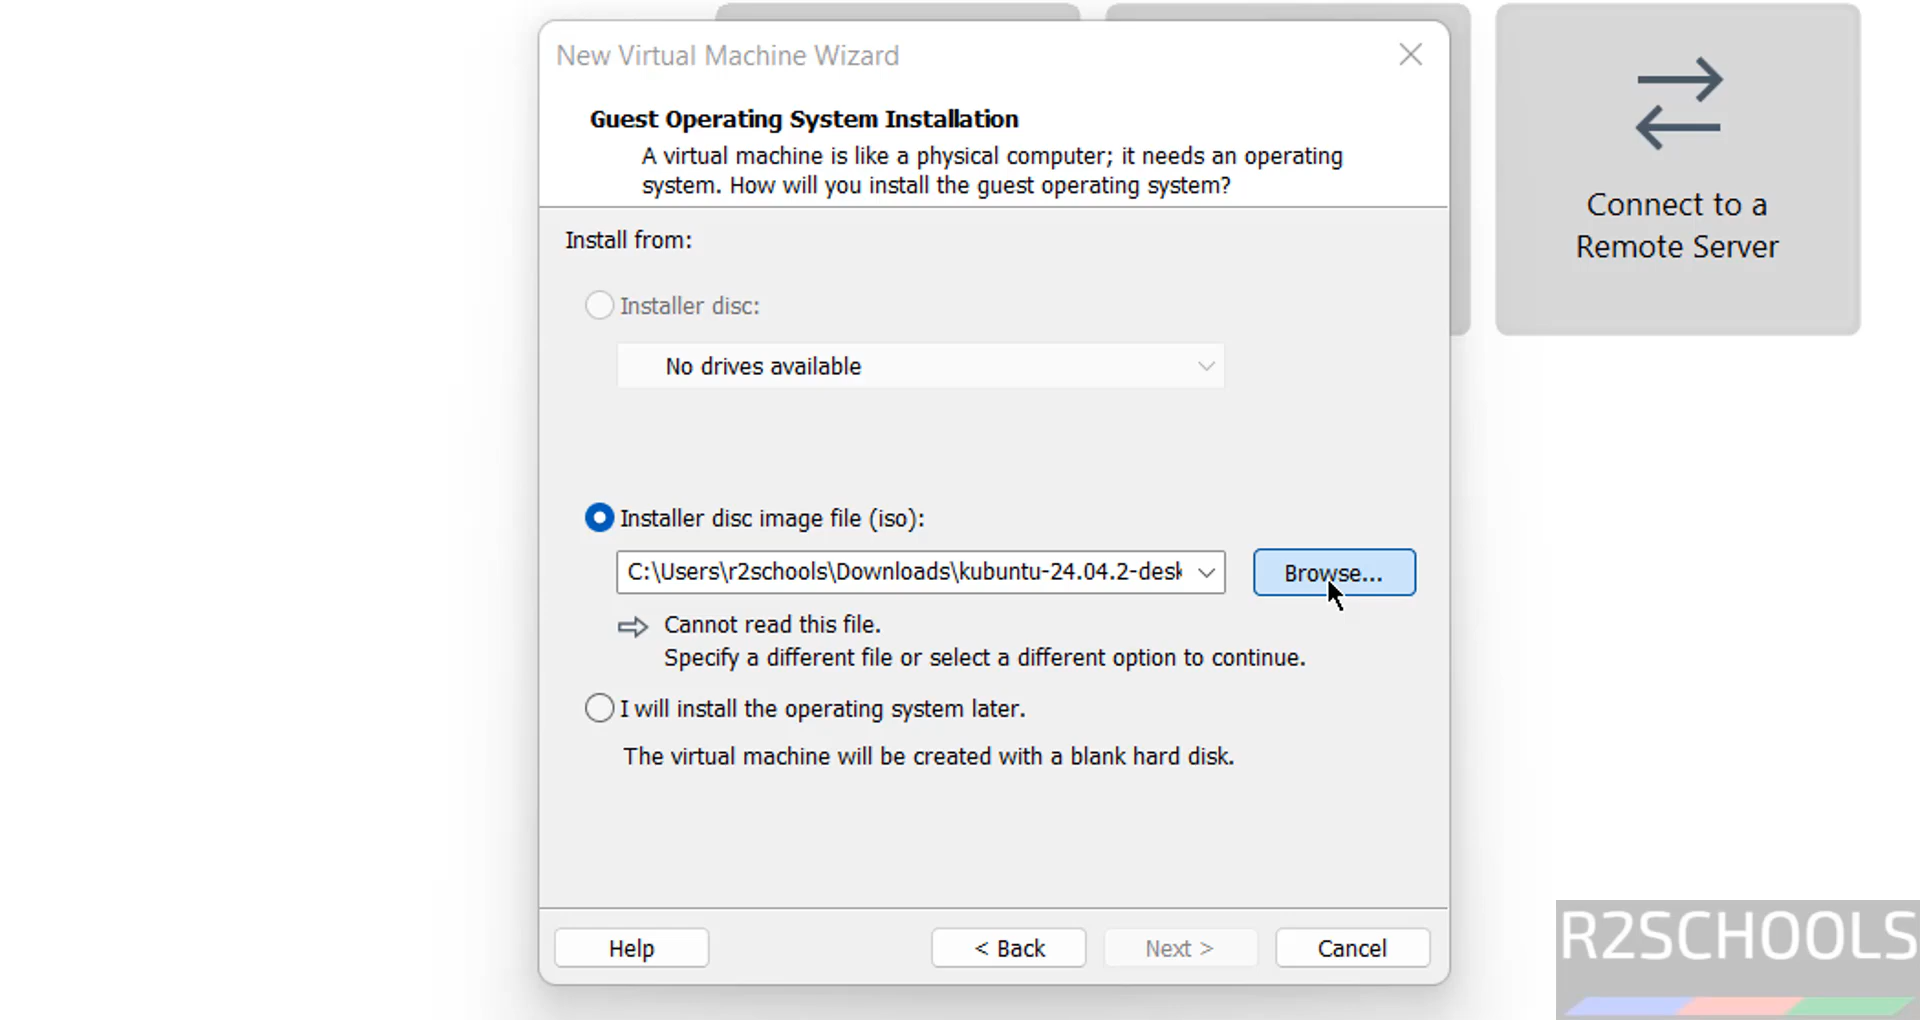 New Virtual Machine Wizard
Guest Operating System Installation
A virtual machine is like a physical computer; it needs an operating
system. How will you install the guest operating system?
Install from:
Installer disc:
No drives available
Installer disc image file (iso):
C:\Users\r2schools\Downloads\kubuntu-24.04.2-desk
Browse...
Cannot read this file.
Specify a different file or select a different option to continue.
I will install the operating system later.
The virtual machine will be created with a blank hard disk.
Help
< Back
Next >
Cancel
Connect to a
Remote Server
R2SCHOOLS